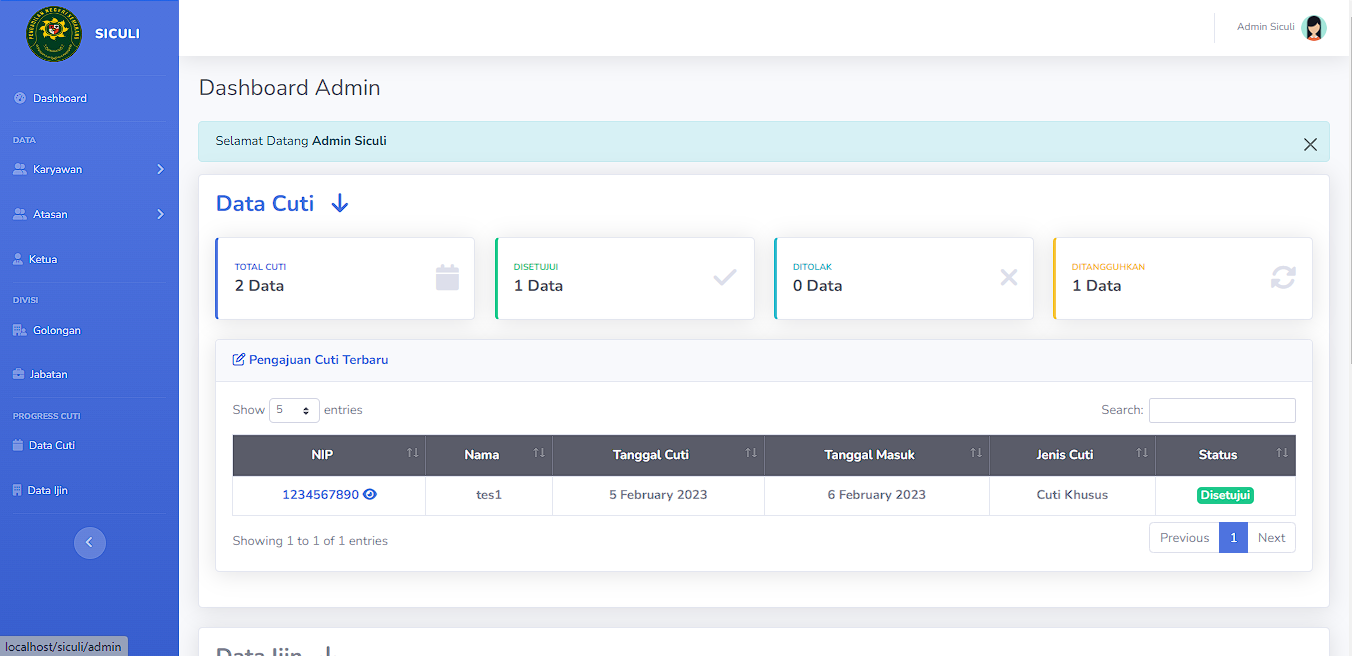 SICULI
Admin Siculi
Dashboard
DATA
Karyawan
Atasan
Ketua
DIVISI
Golongan
Jabatan
PROGRESS CUTI
Data Cuti
Data Ijin
localhost/siculi/admin
Dashboard Admin
Selamat Datang Admin Siculi
Data Cuti
TOTAL CUTI
2 Data
DISETUJUI
1 Data
DITOLAK
0 Data
DITANGGUHKAN
1 Data
Pengajuan Cuti Terbaru
Show 5 entries
Search:
NIP Nama Tanggal Cuti Tanggal Masuk Jenis Cuti Status
1234567890 tes1 5 February 2023 6 February 2023 Cuti Khusus Disetujui
Showing 1 to 1 of 1 entries
Previous 1 Next
Data Ijin